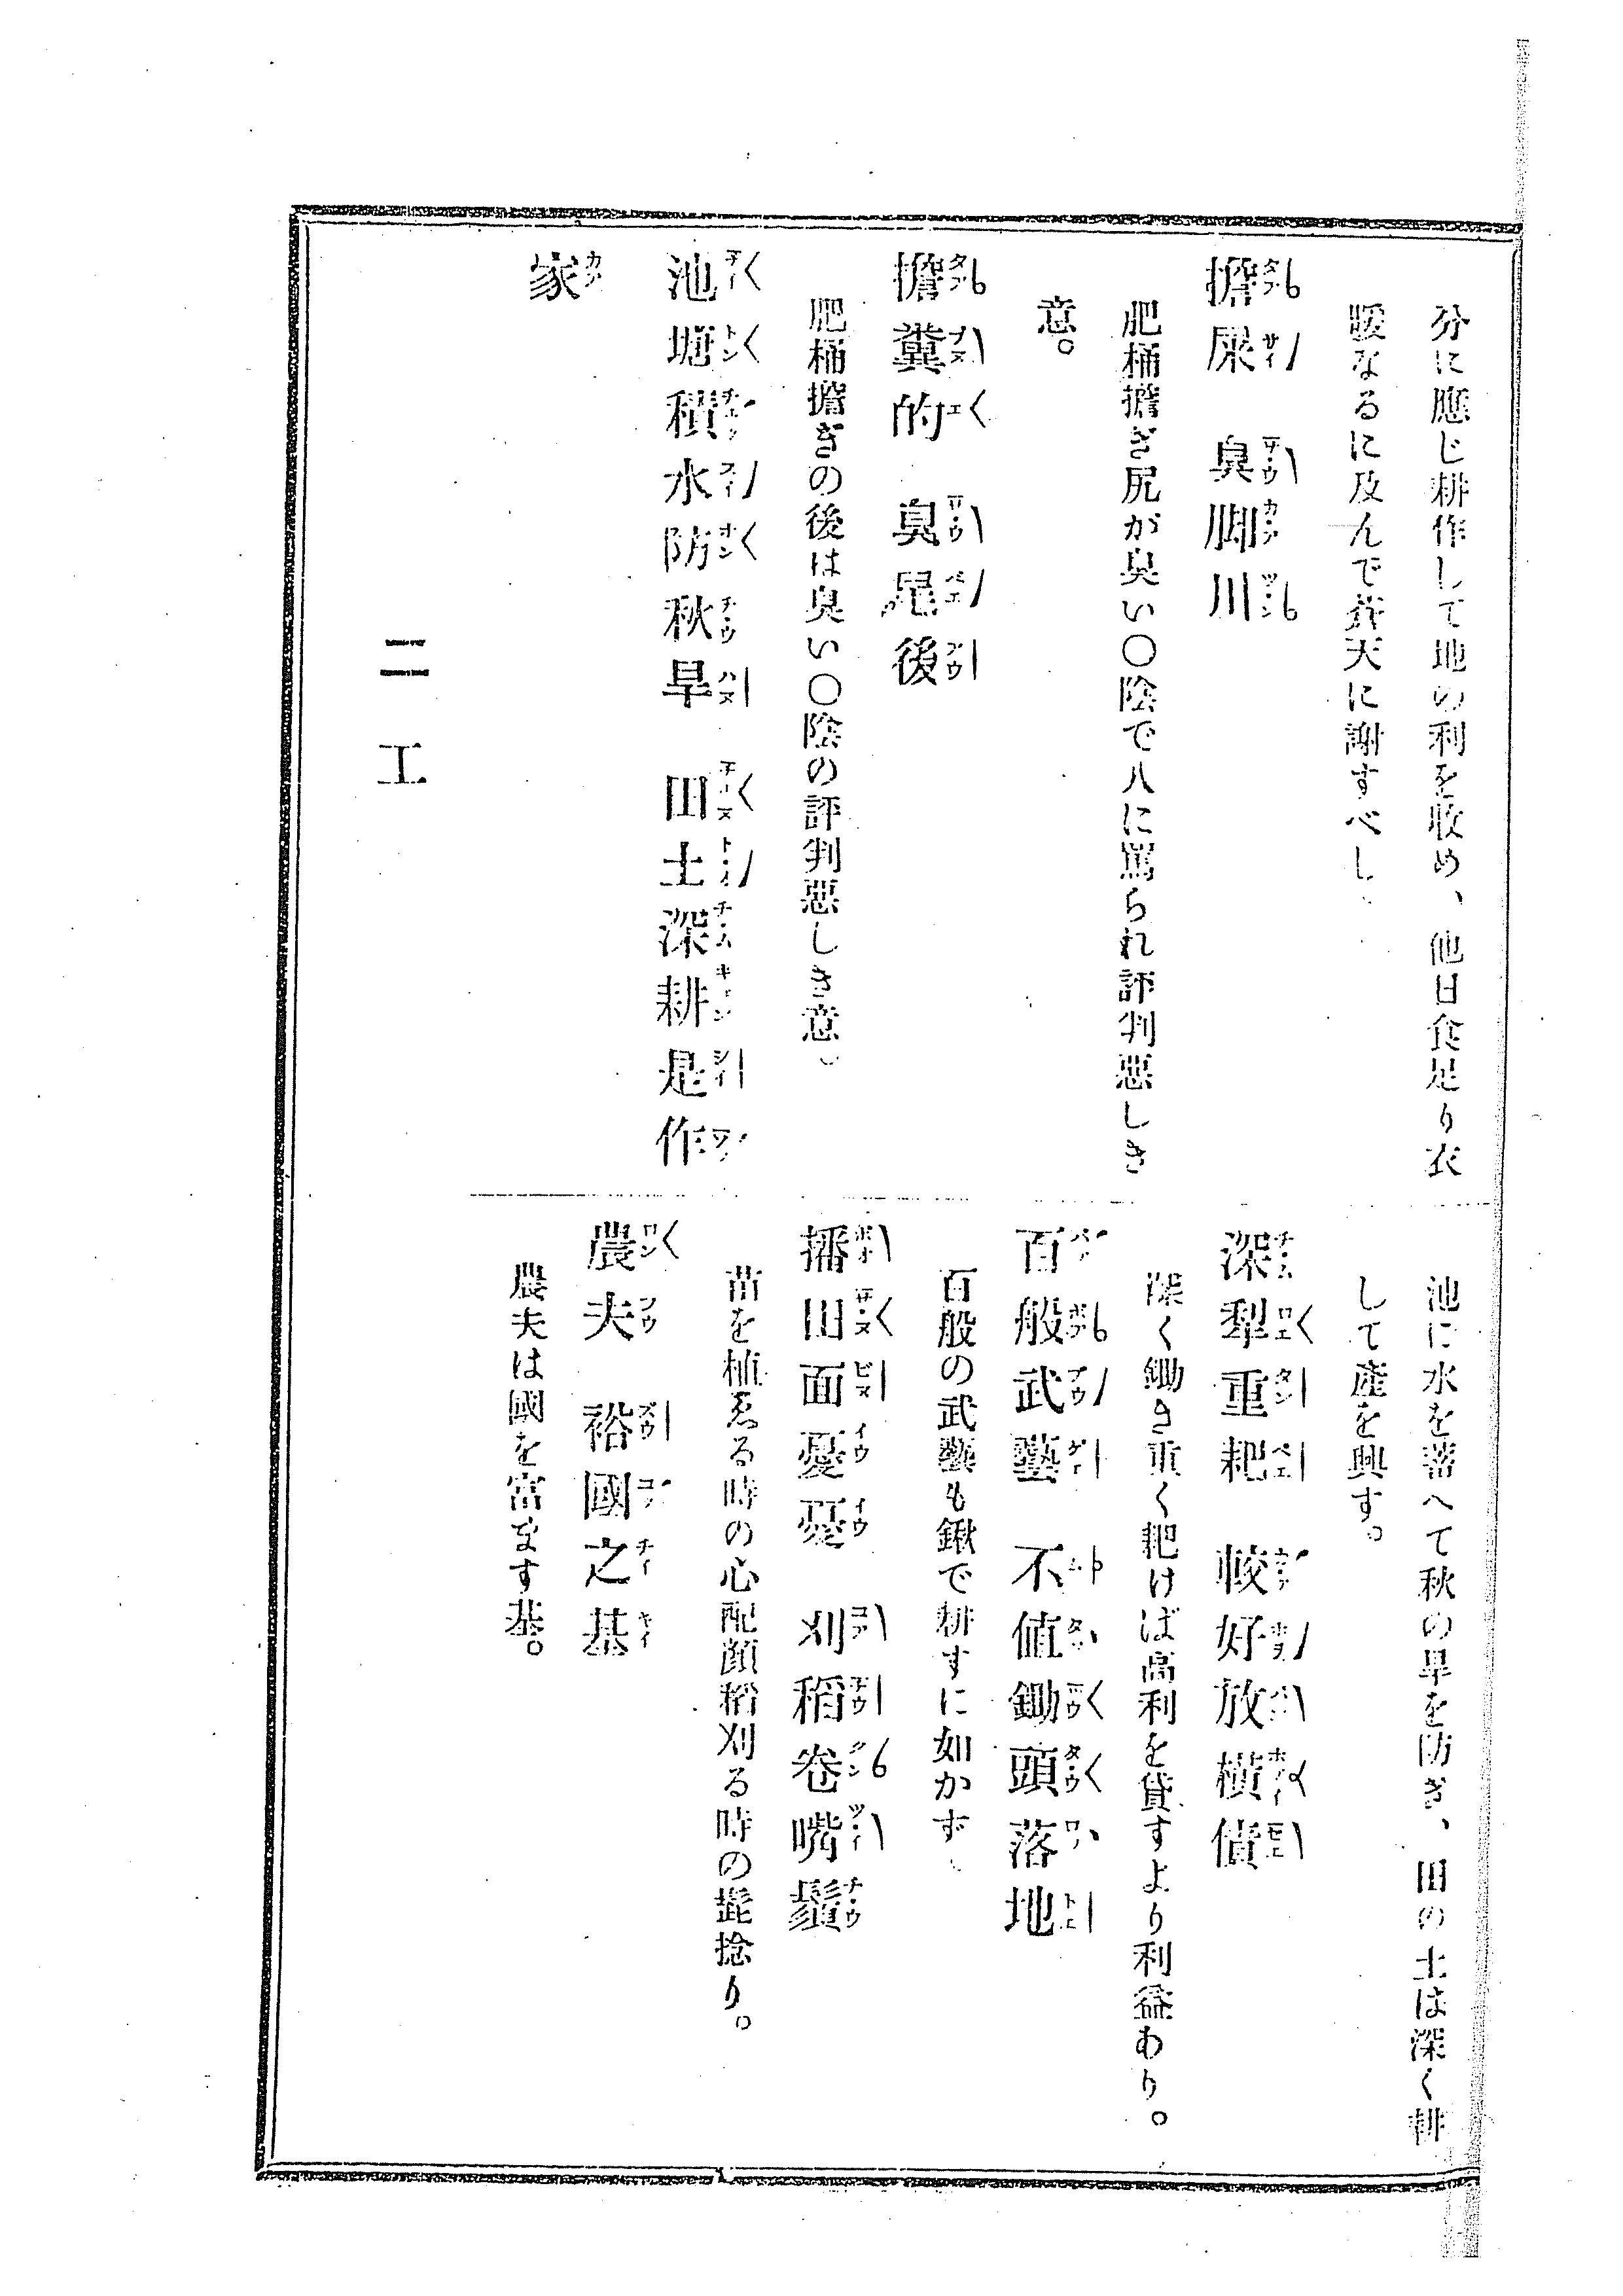 分に應じ耕作して地の利を收め、他日食足り衣
暖なるに及んで蒼天に謝すべし
擔屎 臭脚川
肥桶擔ぎ尻が臭い〇陰で人に罵られ評判惡しき
意。
擔糞的 臭尾後
肥桶擔ぎの後は臭い〇陰の評判惡しき意。
池塘積水防秋旱 田土深耕是作
家
池に水を蓄へて秋の旱を防ぎ、田の土は深く耕
して產を興す。
深犁重耙 較好放橫債
深く鋤き重く耙けば高利を貸すより利益あり。
百般武藝 不値鋤頭落地
百般の武藝も鍬で耕すに如かず
播田面憂憂 刈稻卷嘴鬚
苗を植ゑる時の心配顏稻刈る時の髭捻り。
農夫 裕國之基
農夫は國を富ます基。
二 工